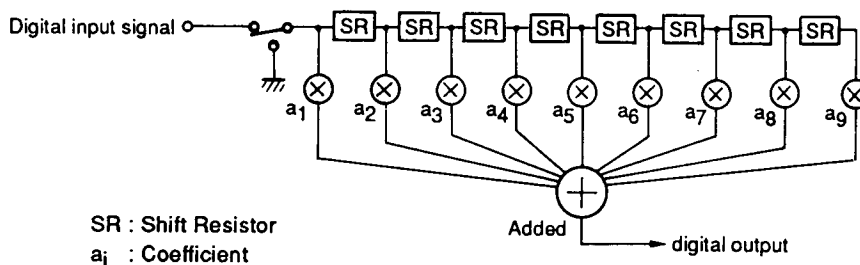 Digital input signal
SR SR SR SR SR SR SR SR
a1 a2 a3 a4 a5 a6 a7 a8 a9
Added
digital output
SR : Shift Resistor
ai : Coefficient